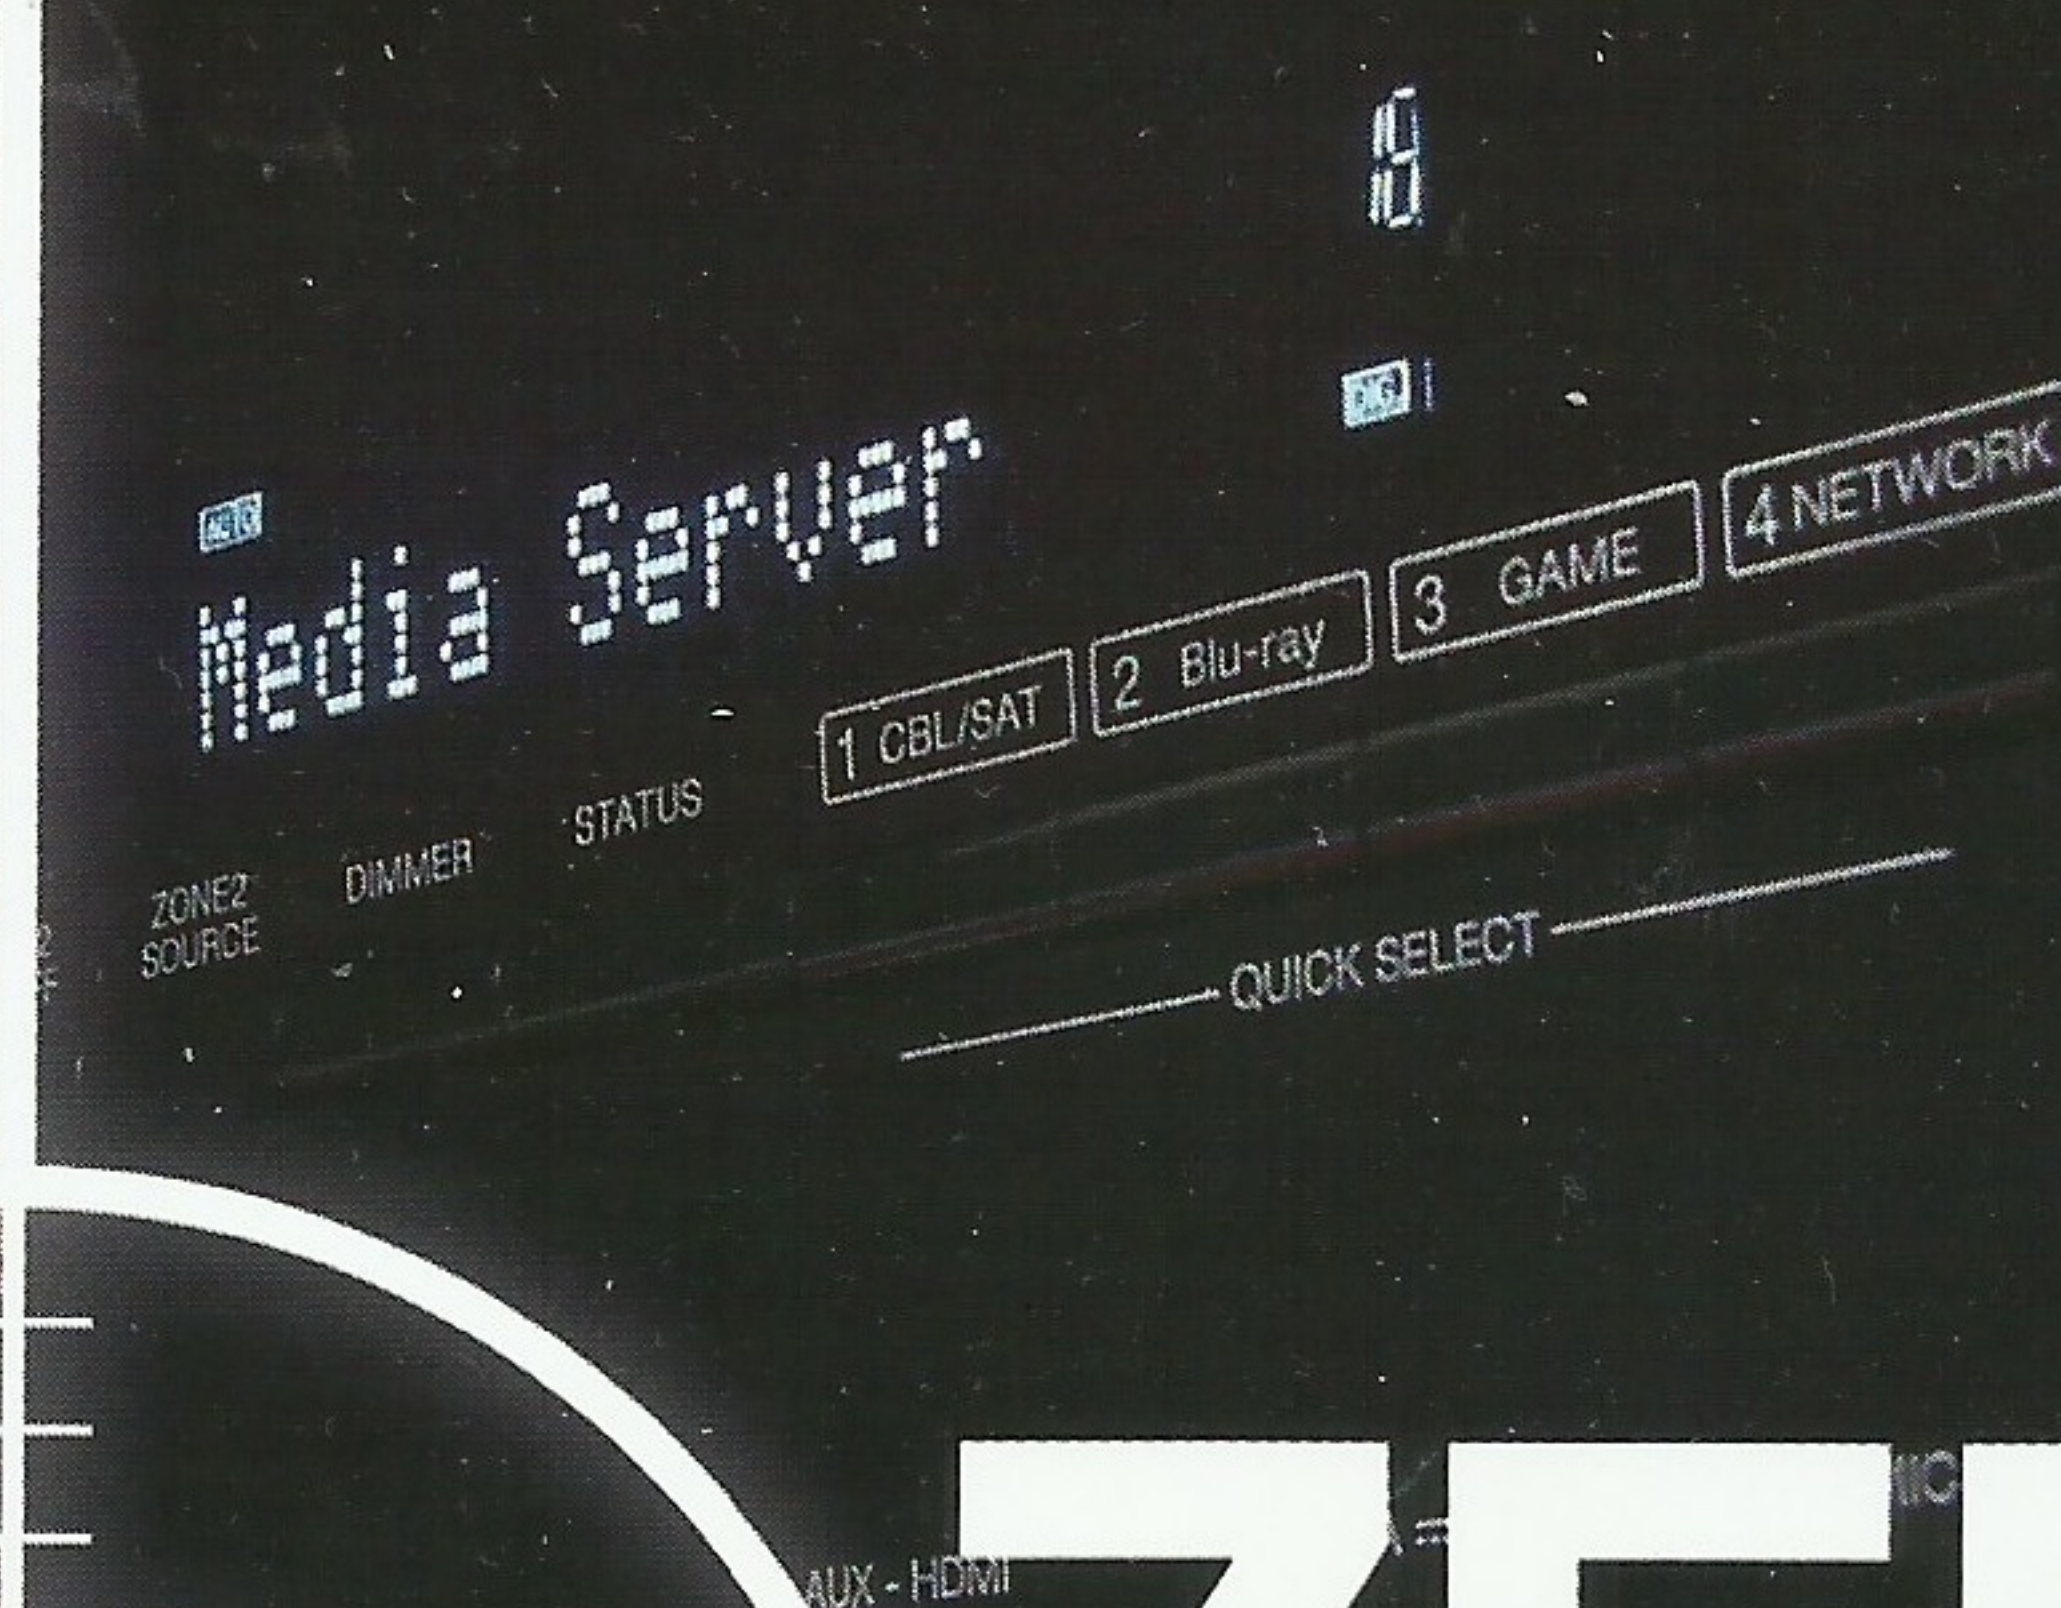 AUTO
Media Server
1 CBL/SAT
2 Blu-ray
3 GAME
4 NETWORK
ZONE2
SOURCE
DIMMER
STATUS
QUICK SELECT
AUX - HDMI